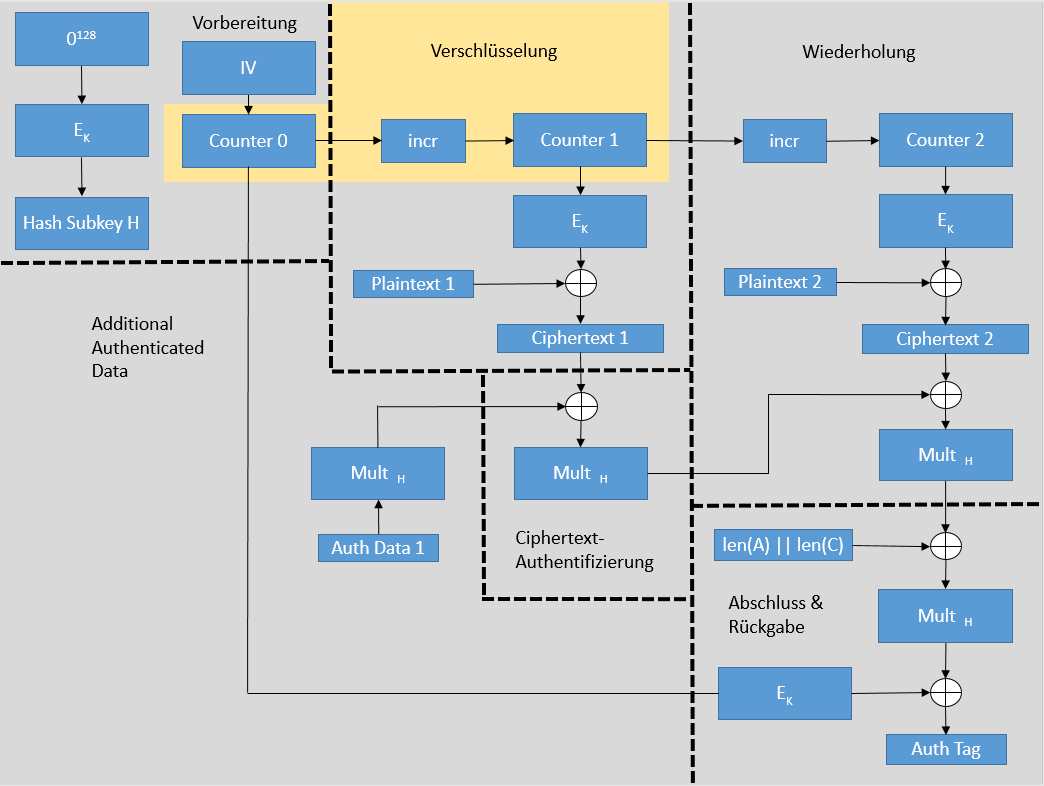 0¹²⁸
E_K
Hash Subkey H
Vorbereitung
IV
Counter 0
Verschlüsselung
incr
Counter 1
E_K
Plaintext 1
Ciphertext 1
Wiederholung
incr
Counter 2
E_K
Plaintext 2
Ciphertext 2
Mult _H
Additional
Authenticated
Data
Mult _H
Auth Data 1
Mult _H
Ciphertext-
Authentifizierung
len(A) || len(C)
Abschluss &
Rückgabe
Mult _H
E_K
Auth Tag